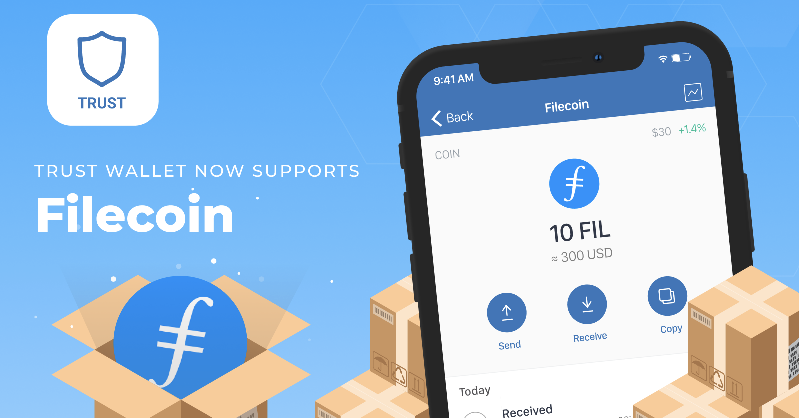 TRUST
TRUST WALLET NOW SUPPORTS
Filecoin
9:41 AM
Back
Filecoin
COIN
$30 +1.4%
10 FIL
≈ 300 USD
Send
Receive
Copy
Today
Received